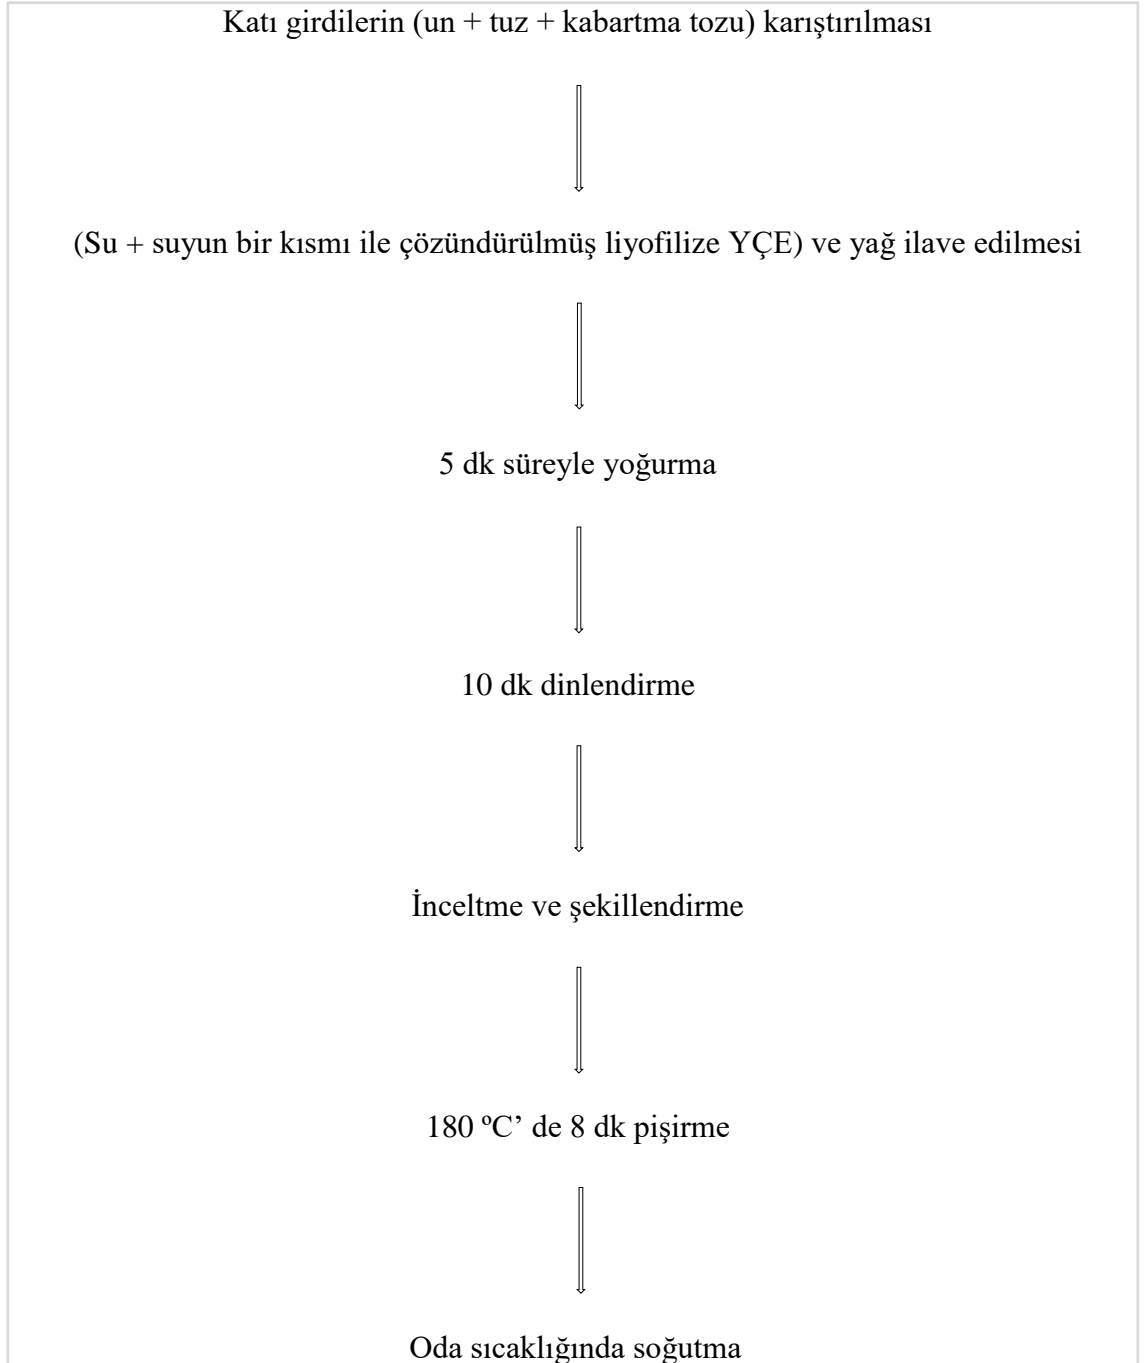 Katı girdilerin (un + tuz + kabartma tozu) karıştırılması
(Su + suyun bir kısmı ile çözündürülmüş liyofilize YÇE) ve yağ ilave edilmesi
5 dk süreyle yoğurma
10 dk dinlendirme
İnceltme ve şekillendirme
180 ºC’ de 8 dk pişirme
Oda sıcaklığında soğutma